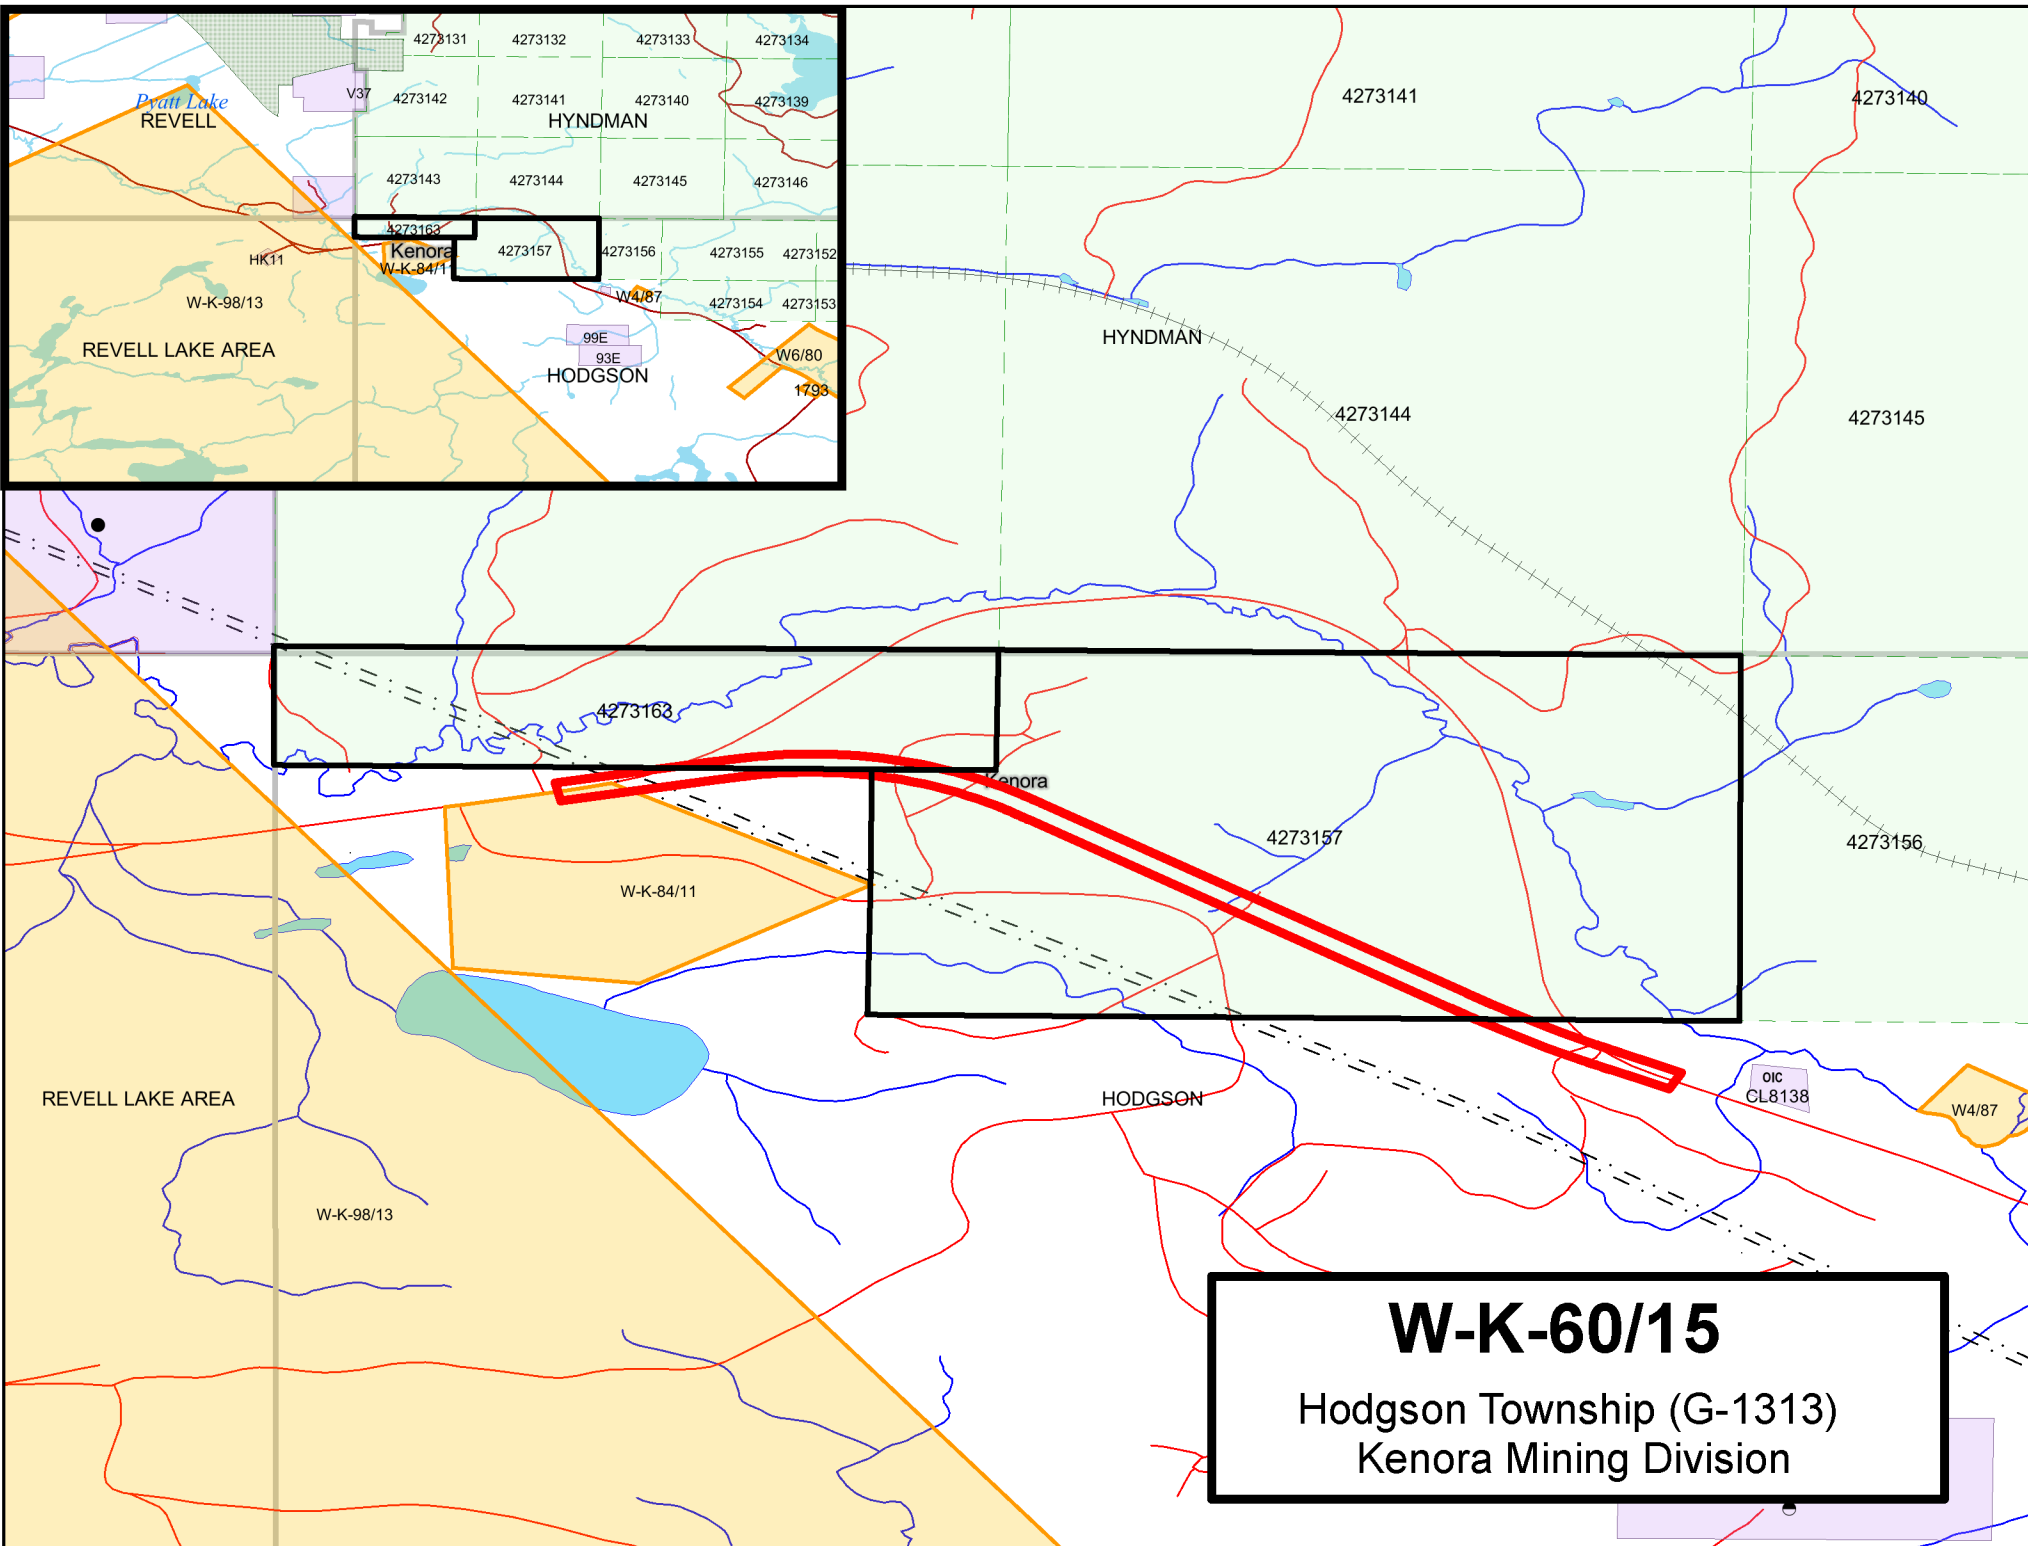 4273131
4273132
4273133
4273134
Pyatt Lake
REVELL
V37
4273142
4273141
4273140
4273139
HYNDMAN
4273143
4273144
4273145
4273146
4273163
Kenora
W-K-84/11
4273157
4273156
4273155
4273152
HK11
W-K-98/13
W4/87
4273154
4273153
REVELL LAKE AREA
99E
93E
HODGSON
W6/80
1793
4273141
4273140
HYNDMAN
4273144
4273145
4273163
Kenora
4273157
4273156
W-K-84/11
REVELL LAKE AREA
HODGSON
OIC
CL8138
W4/87
W-K-98/13
W-K-60/15
Hodgson Township (G-1313)
Kenora Mining Division